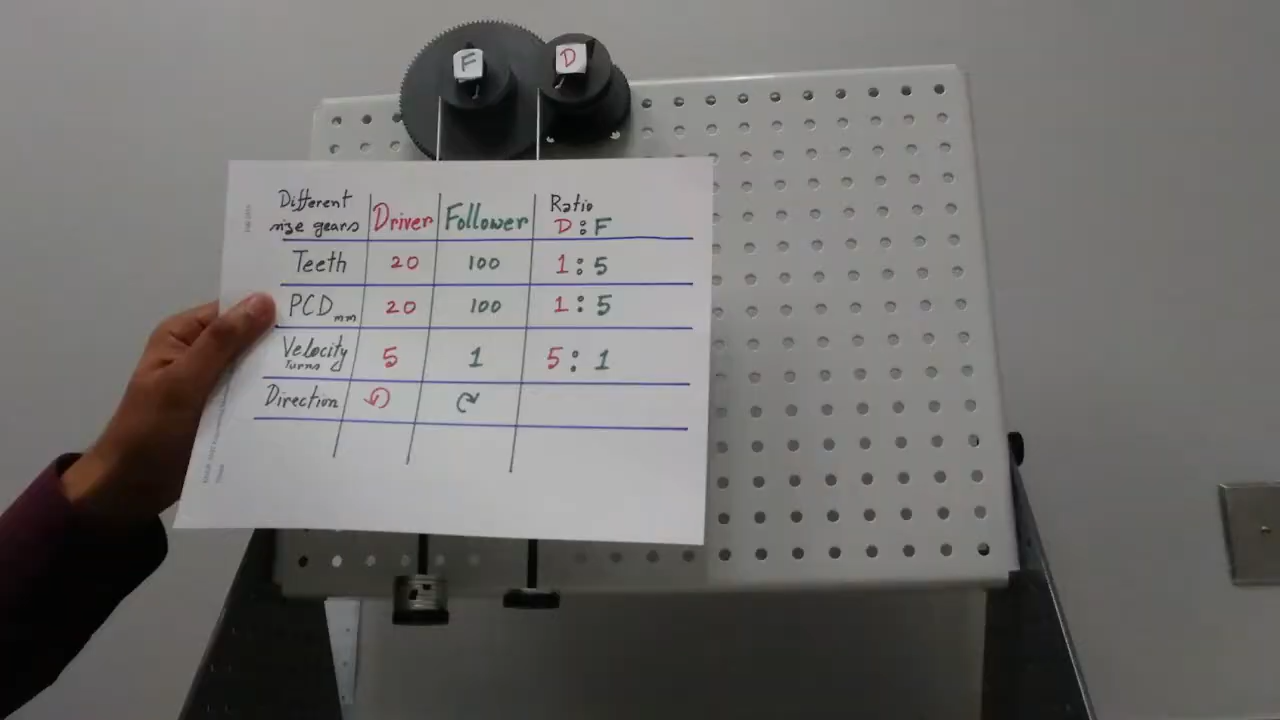 F
D
Different
size gears
Driver
Follower
Ratio
D:F
Teeth
20
100
1:5
PCD mm
20
100
1:5
Velocity
Turns
5
1
5:1
Direction